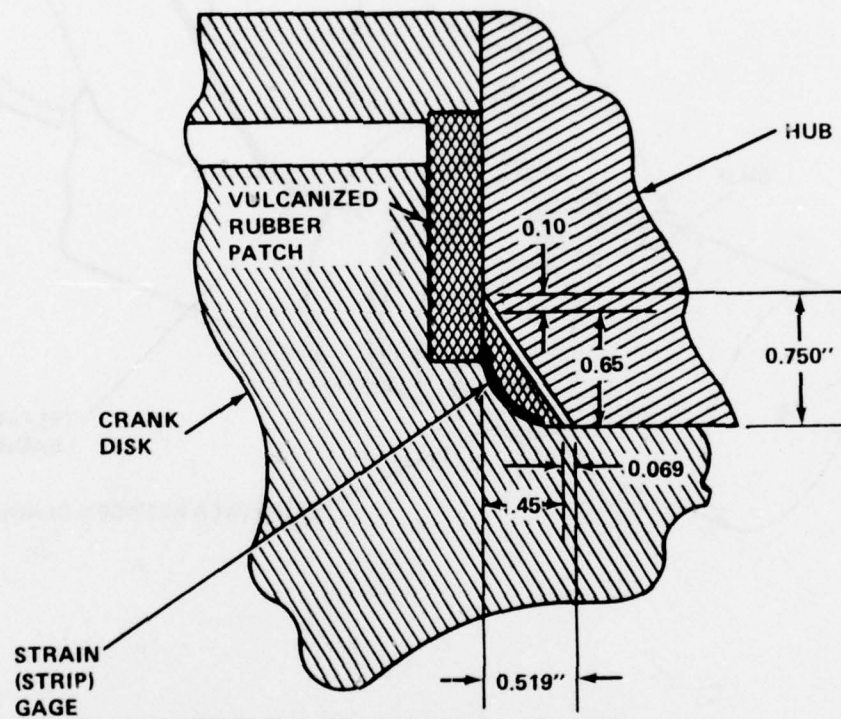 HUB
VULCANIZED
RUBBER
PATCH
0.10
0.65
0.750"
CRANK
DISK
0.069
.45
STRAIN
(STRIP)
GAGE
0.519"